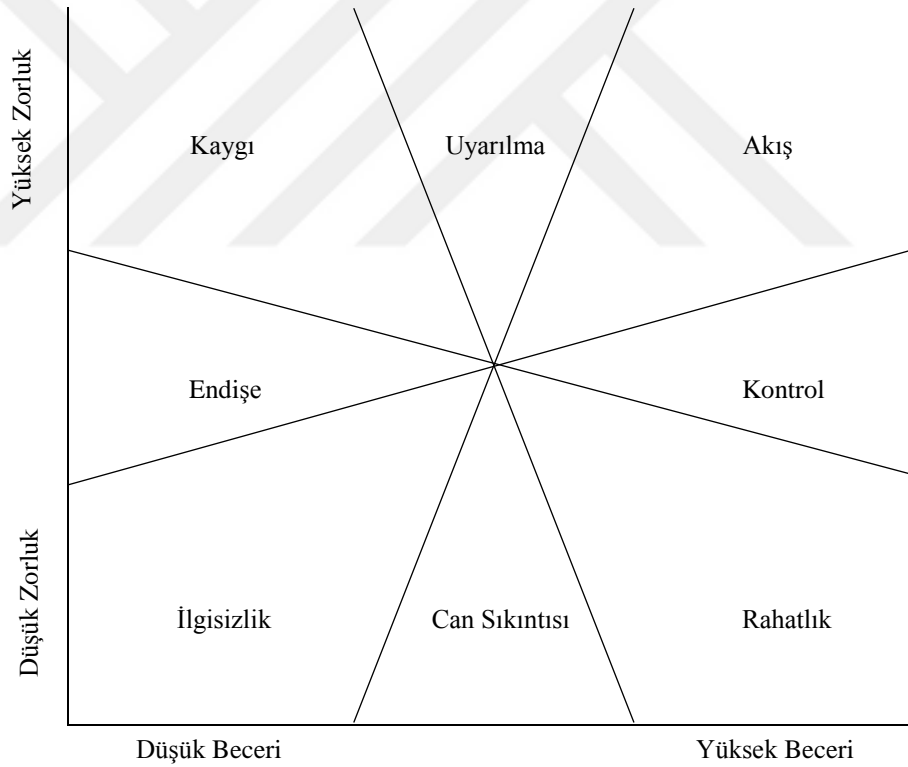 Yüksek Zorluk
Kaygı
Uyarılma
Akış
Endişe
Kontrol
Düşük Zorluk
İlgisizlik
Can Sıkıntısı
Rahatlık
Düşük Beceri
Yüksek Beceri